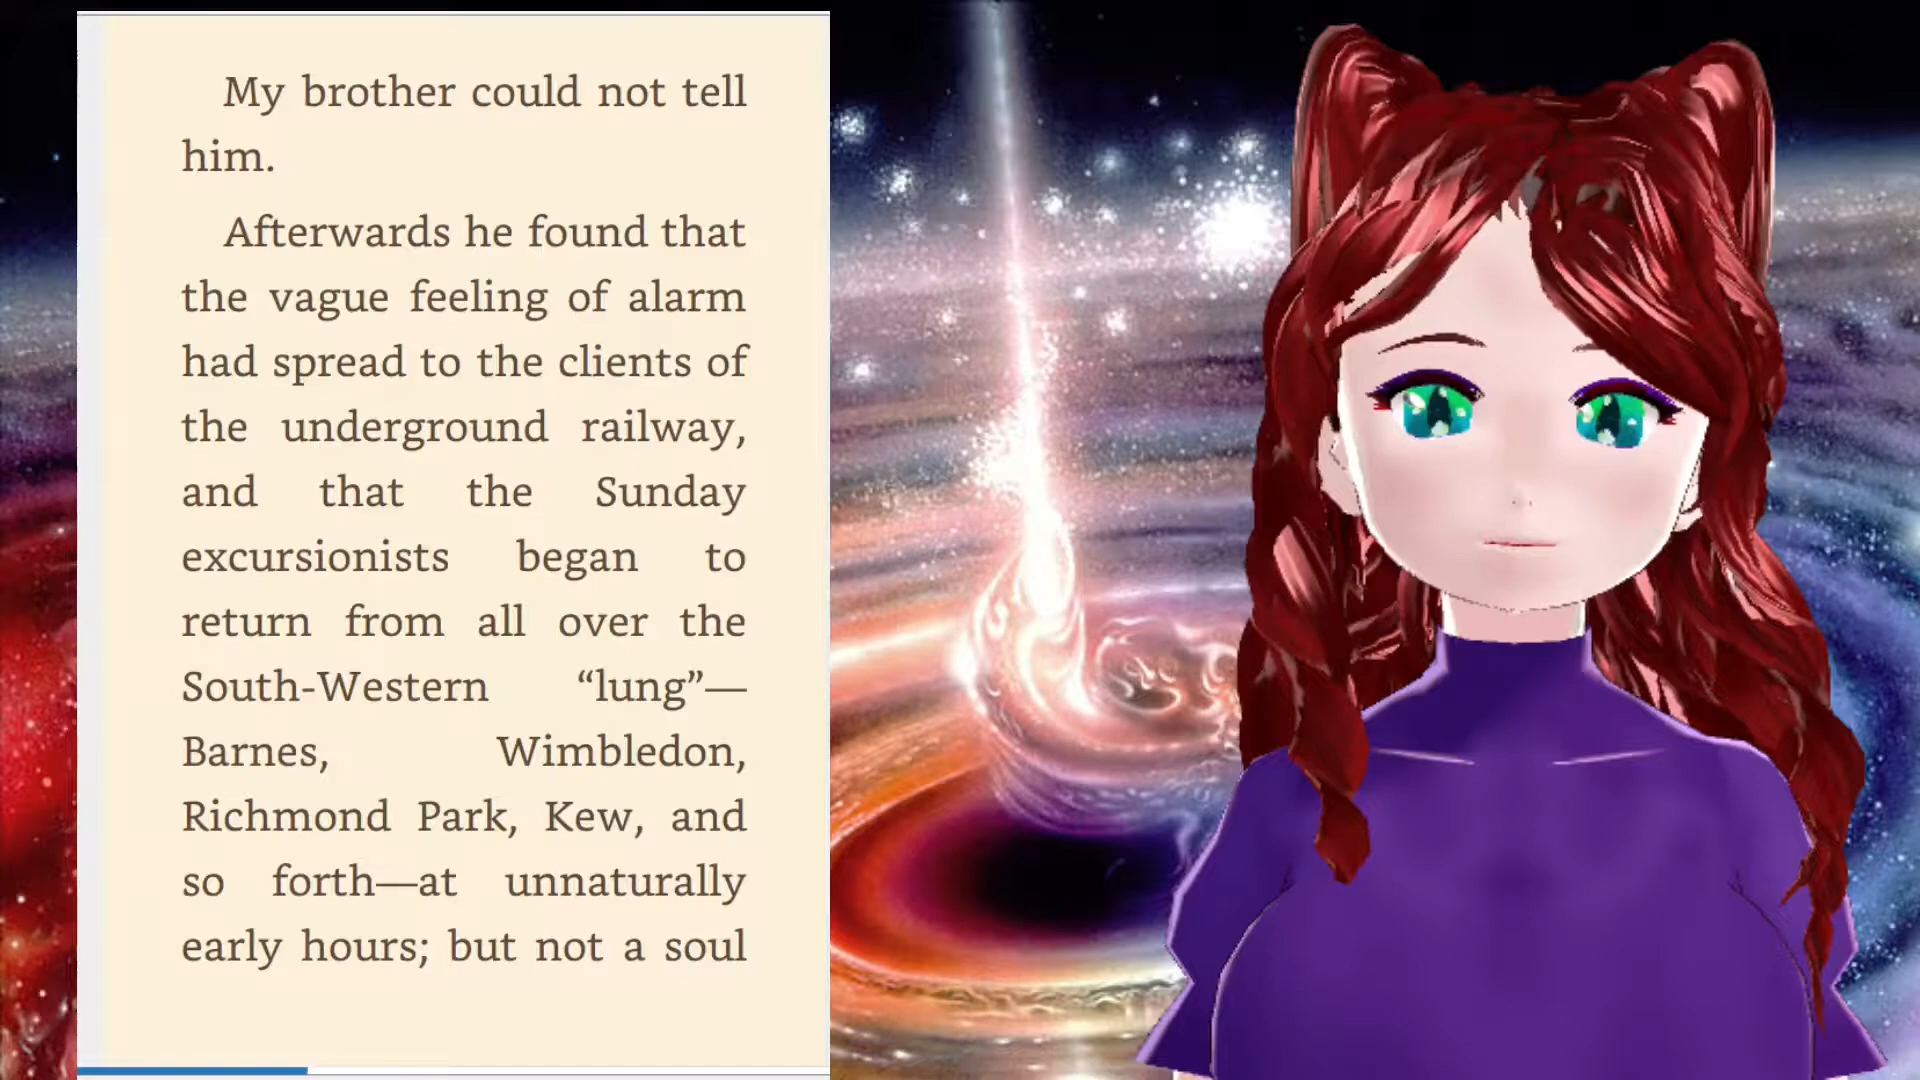 My brother could not tell
him.
Afterwards he found that
the vague feeling of alarm
had spread to the clients of
the underground railway,
and that the Sunday
excursionists began to
return from all over the
South-Western “lung”—
Barnes, Wimbledon,
Richmond Park, Kew, and
so forth—at unnaturally
early hours; but not a soul